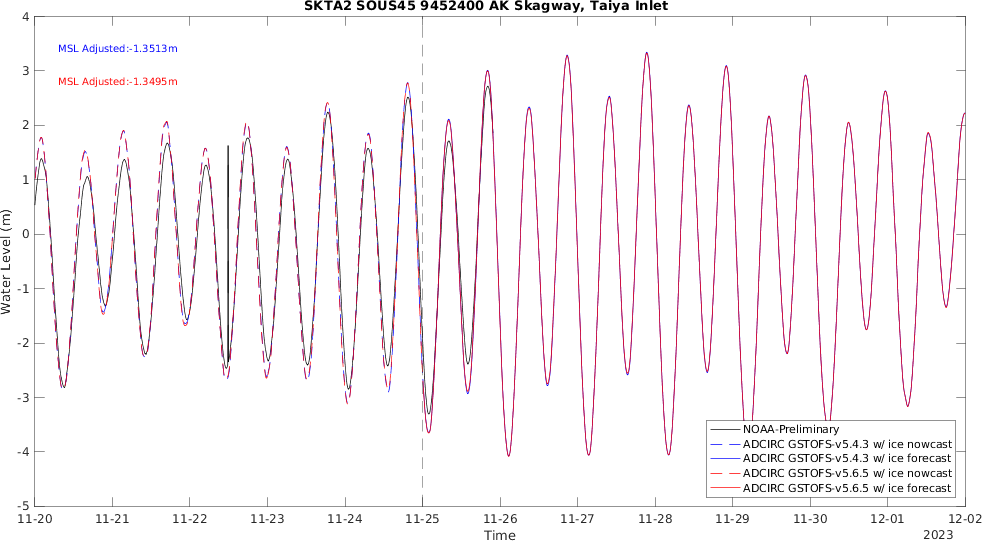 SKTA2 SOUS45 9452400 AK Skagway, Taiya Inlet
MSL Adjusted:-1.3513m
MSL Adjusted:-1.3495m
4
3
2
1
0
-1
-2
-3
-4
-5
Water Level (m)
NOAA-Preliminary
ADCIRC GSTOFS-v5.4.3 w/ ice nowcast
ADCIRC GSTOFS-v5.4.3 w/ ice forecast
ADCIRC GSTOFS-v5.6.5 w/ ice nowcast
ADCIRC GSTOFS-v5.6.5 w/ ice forecast
11-20 11-21 11-22 11-23 11-24 11-25 11-26 11-27 11-28 11-29 11-30 12-01 12-02
Time
2023